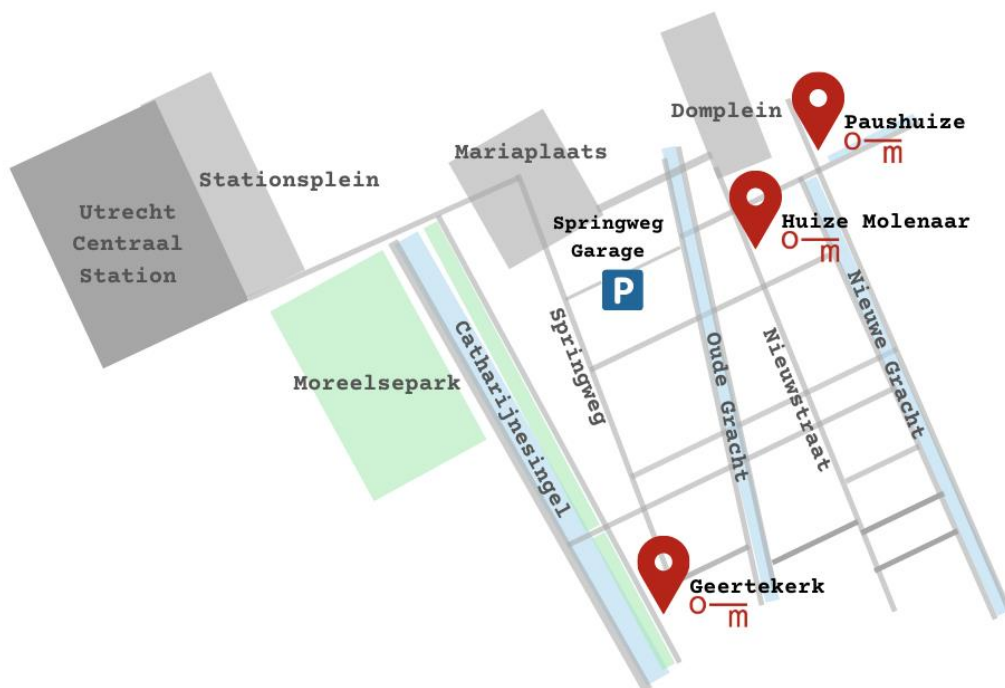 Domplein
Paushuize
o
m
Mariaplaats
Stationsplein
Utrecht
Centraal
Station
Springweg
Garage
P
Huize Molenaar
o
m
Moreelsepark
Catharijnesingel
Springweg
Oude Gracht
Nieuwstraat
Nieuwe Gracht
Geertekerk
o
m